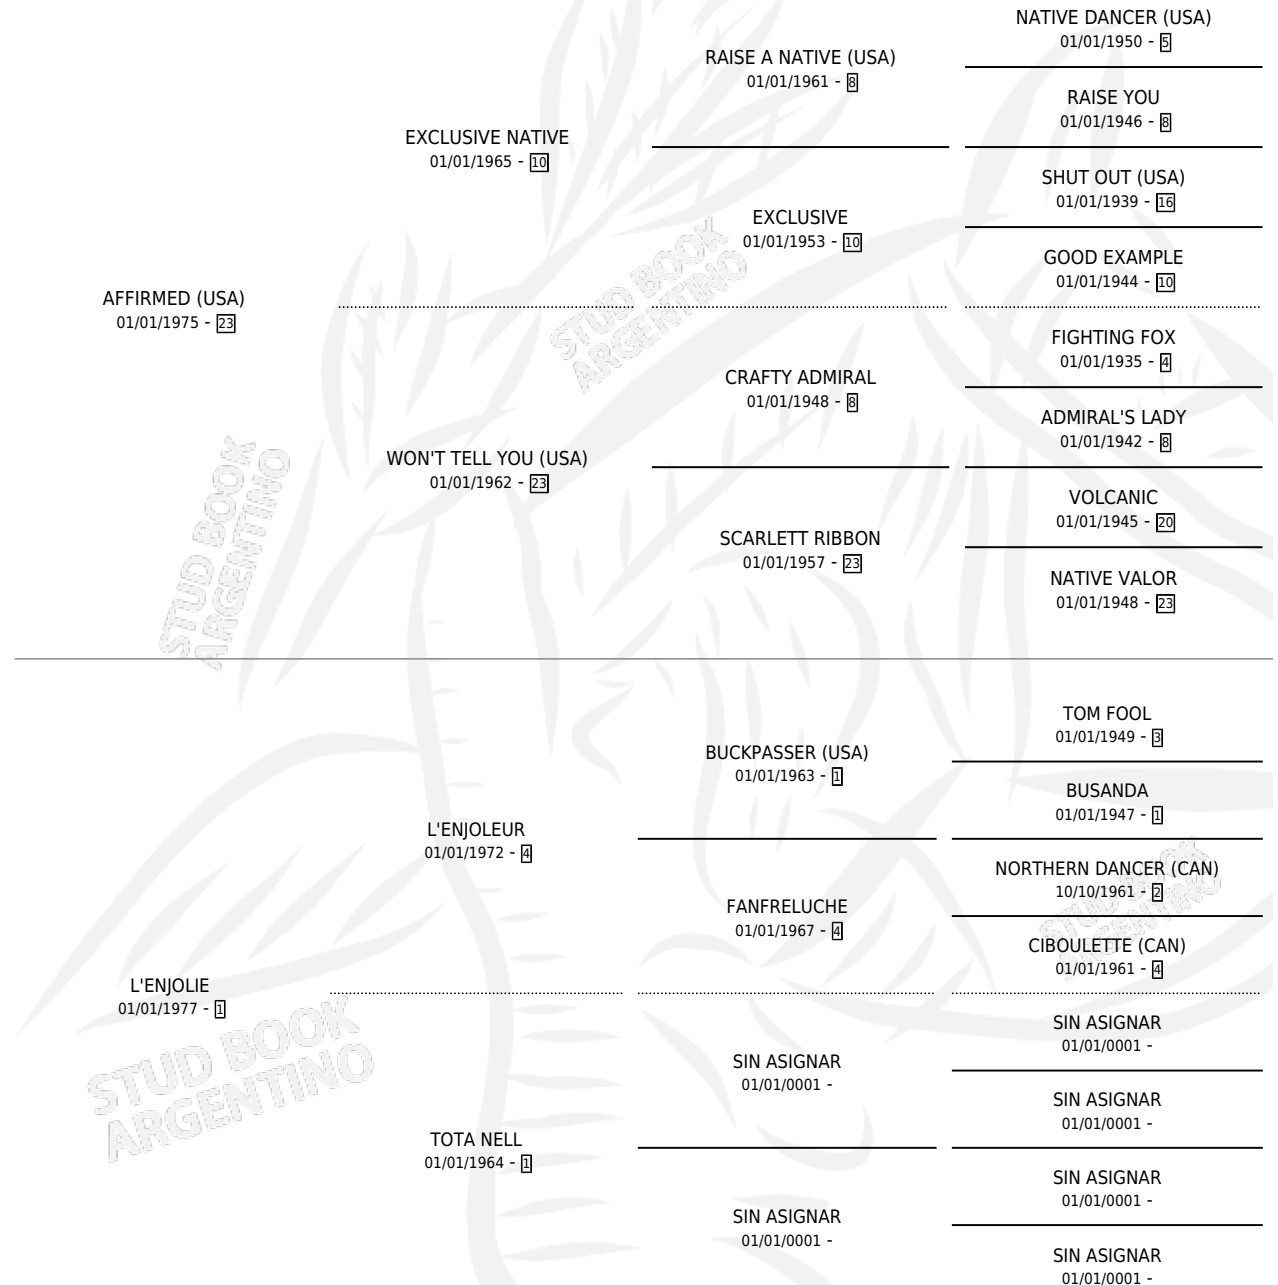 NATIVE DANCER (USA)
01/01/1950 - 5
RAISE A NATIVE (USA)
01/01/1961 - 8
RAISE YOU
01/01/1946 - 8
EXCLUSIVE NATIVE
01/01/1965 - 10
SHUT OUT (USA)
01/01/1939 - 16
EXCLUSIVE
01/01/1953 - 10
GOOD EXAMPLE
01/01/1944 - 10
AFFIRMED (USA)
01/01/1975 - 23
STUD BOOK
ARGENTINO
FIGHTING FOX
01/01/1935 - 4
CRAFTY ADMIRAL
01/01/1948 - 8
ADMIRAL'S LADY
01/01/1942 - 8
WON'T TELL YOU (USA)
01/01/1962 - 23
VOLCANIC
01/01/1945 - 20
SCARLETT RIBBON
01/01/1957 - 23
NATIVE VALOR
01/01/1948 - 23
STUD BOOK
ARGENTINO
TOM FOOL
01/01/1949 - 3
BUCKPASSER (USA)
01/01/1963 - 1
BUSANDA
01/01/1947 - 1
L'ENJOLEUR
01/01/1972 - 4
NORTHERN DANCER (CAN)
10/10/1961 - 2
FANFRELUCHE
01/01/1967 - 4
STUD BOOK
ARGENTINO
CIBOULETTE (CAN)
01/01/1961 - 4
L'ENJOLIE
01/01/1977 - 1
STUD BOOK
ARGENTINO
SIN ASIGNAR
01/01/0001 -
SIN ASIGNAR
01/01/0001 -
SIN ASIGNAR
01/01/0001 -
TOTA NELL
01/01/1964 - 1
SIN ASIGNAR
01/01/0001 -
SIN ASIGNAR
01/01/0001 -
SIN ASIGNAR
01/01/0001 -